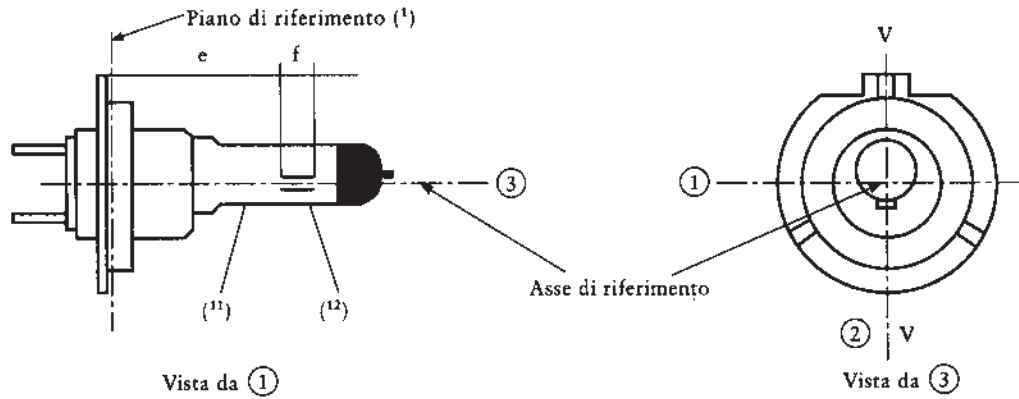 Piano di riferimento (¹)
e
f
V
③
①
Asse di riferimento
(¹¹)
(¹²)
②
V
Vista da ①
Vista da ③